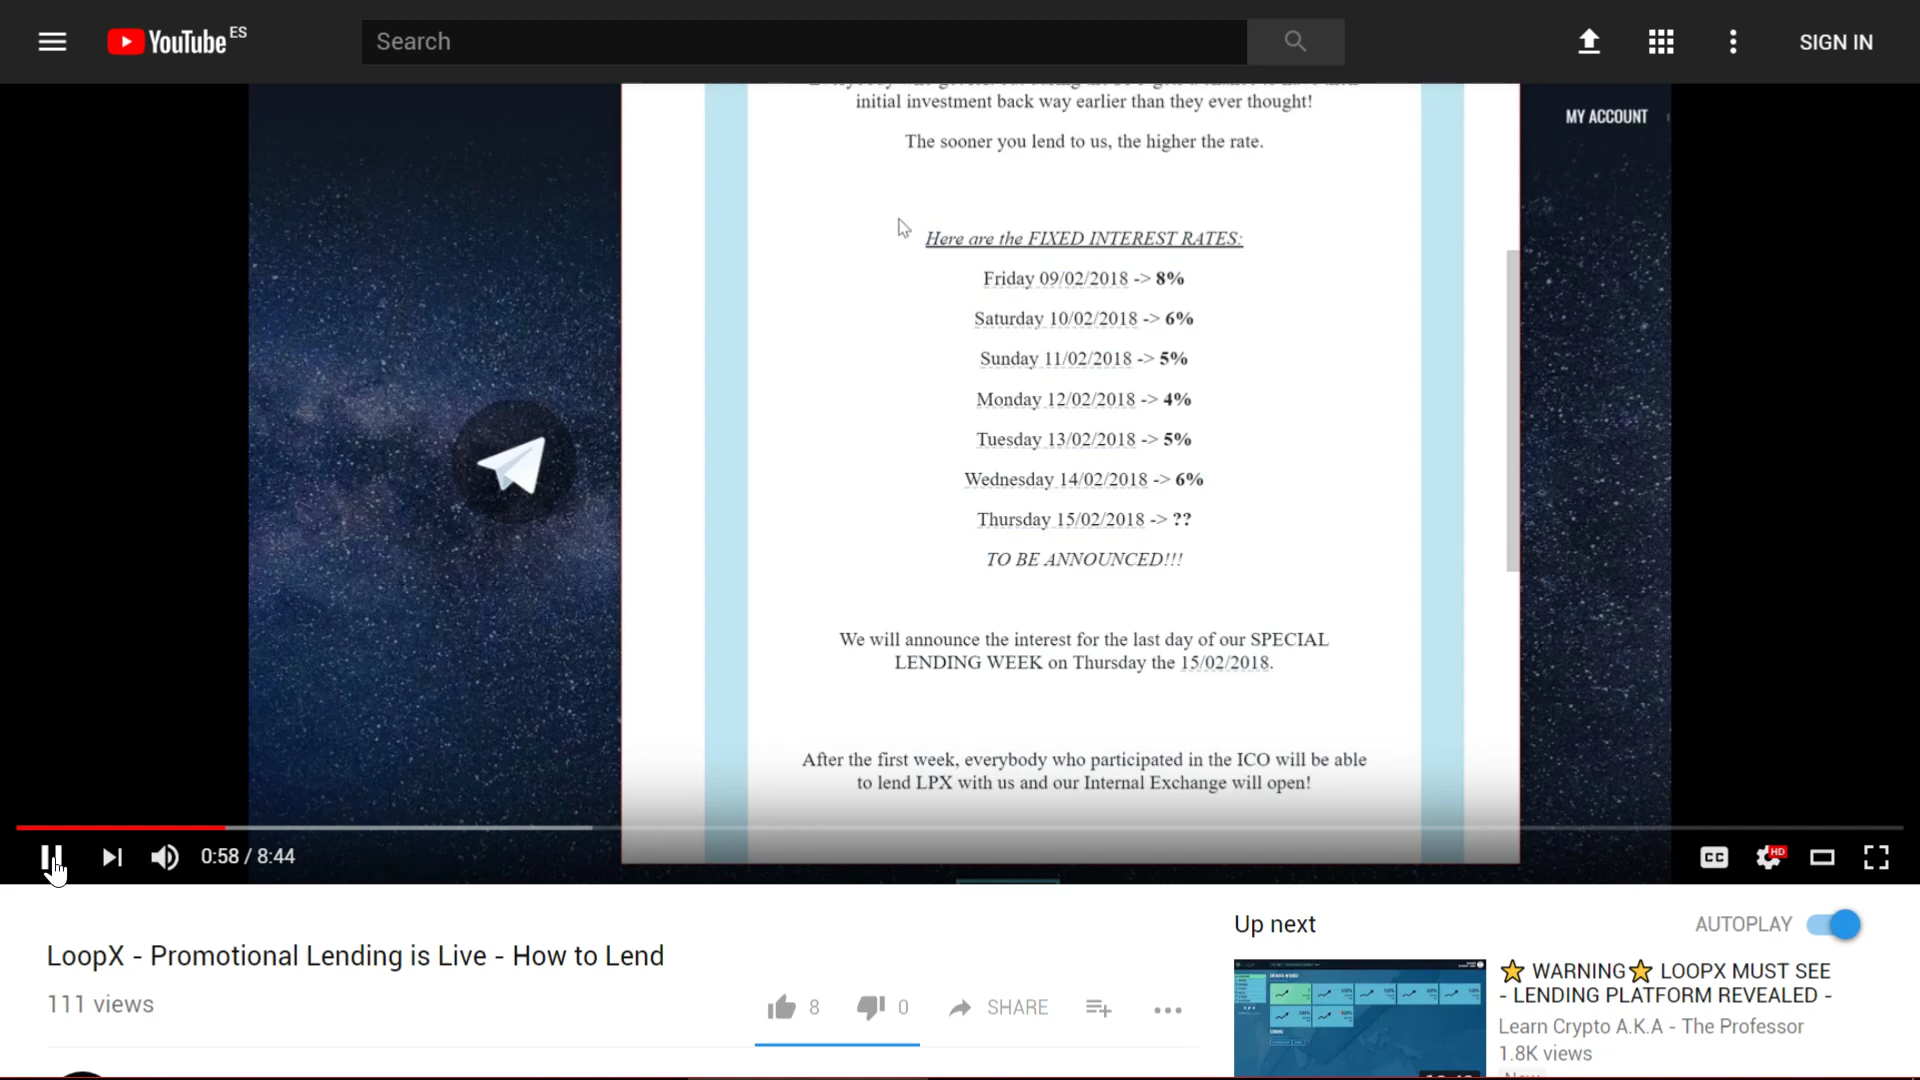 YouTube ES
Search
SIGN IN
MY ACCOUNT
initial investment back way earlier than they ever thought!
The sooner you lend to us, the higher the rate.
Here are the FIXED INTEREST RATES:
Friday 09/02/2018 -> 8%
Saturday 10/02/2018 -> 6%
Sunday 11/02/2018 -> 5%
Monday 12/02/2018 -> 4%
Tuesday 13/02/2018 -> 5%
Wednesday 14/02/2018 -> 6%
Thursday 15/02/2018 -> ??
TO BE ANNOUNCED!!!
We will announce the interest for the last day of our SPECIAL
LENDING WEEK on Thursday the 15/02/2018.
After the first week, everybody who participated in the ICO will be able
to lend LPX with us and our Internal Exchange will open!
0:58 / 8:44
CC
HD
LoopX - Promotional Lending is Live - How to Lend
111 views
8
0
SHARE
Up next
AUTOPLAY
⭐ WARNING⭐ LOOPX MUST SEE
- LENDING PLATFORM REVEALED -
Learn Crypto A.K.A - The Professor
1.8K views